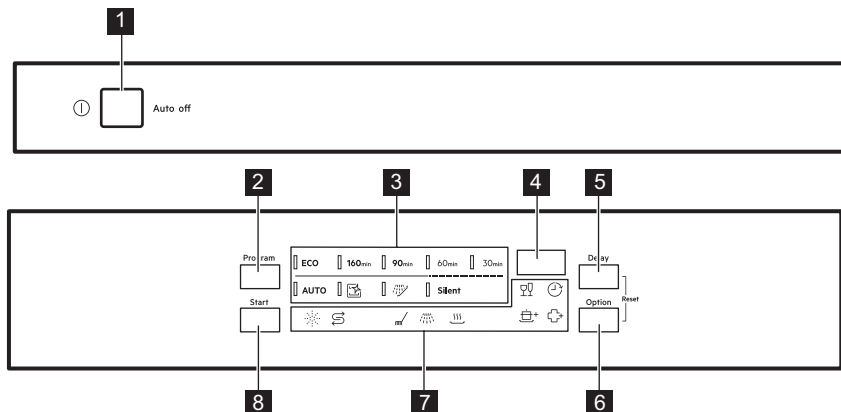 1
Auto off
2 3 4 5
Program Delay
ECO 160min 90min 60min 30min
AUTO Silent
Start Option Reset
8 7 6